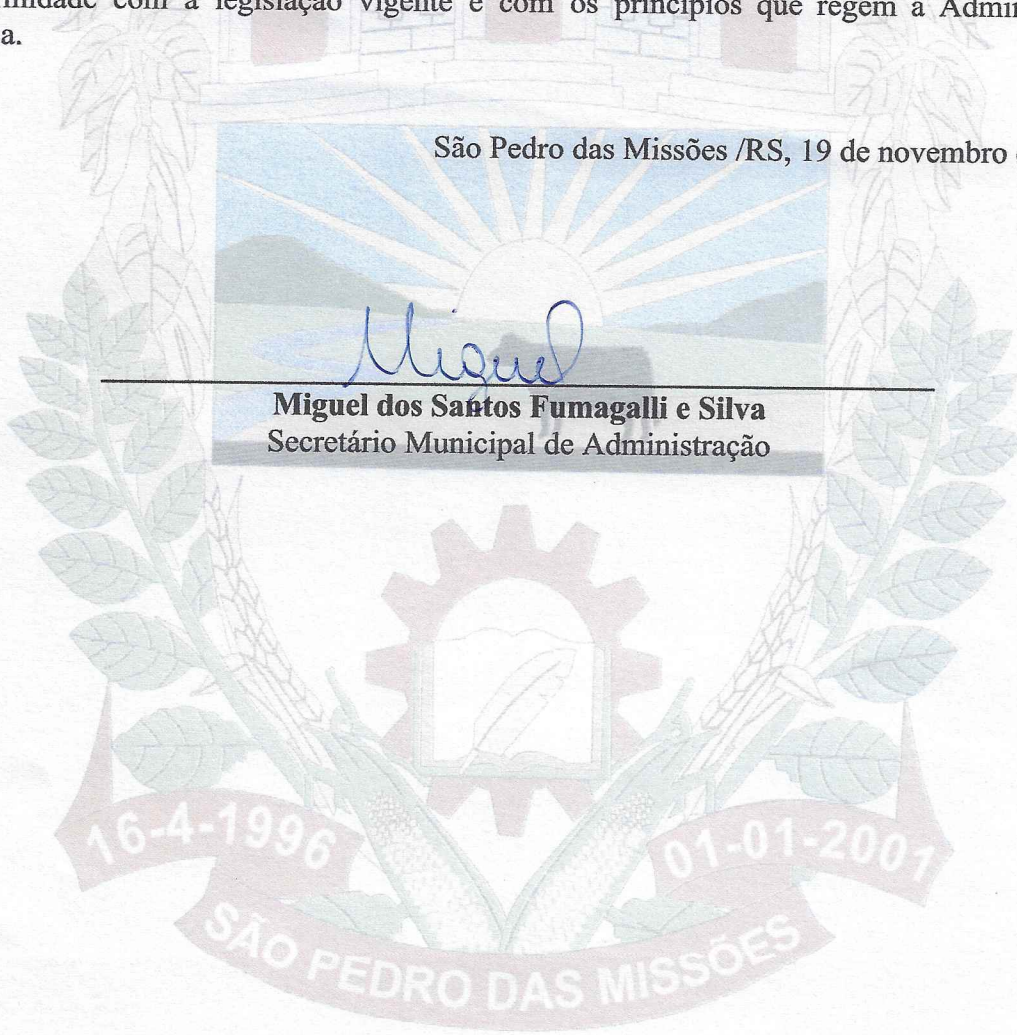 rmidade com a legislação vigente e com os princípios que regem a Admin
a.
São Pedro das Missões /RS, 19 de novembro
Miguel
Miguel dos Santos Fumagalli e Silva
Secretário Municipal de Administração
16-4-1996
01-01-2001
SÃO PEDRO DAS MISSÕES